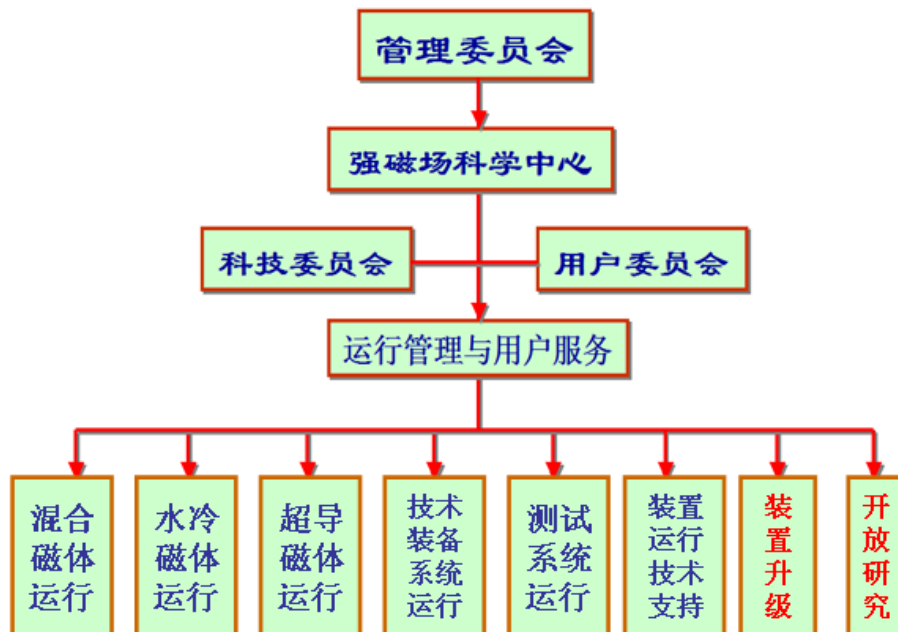 管理委员会
强磁场科学中心
科技委员会
用户委员会
运行管理与用户服务
混合
磁体
运行
水冷
磁体
运行
超导
磁体
运行
技术
装备
系统
运行
测试
系统
运行
装置
运行
技术
支持
装
置
升
级
开
放
研
究